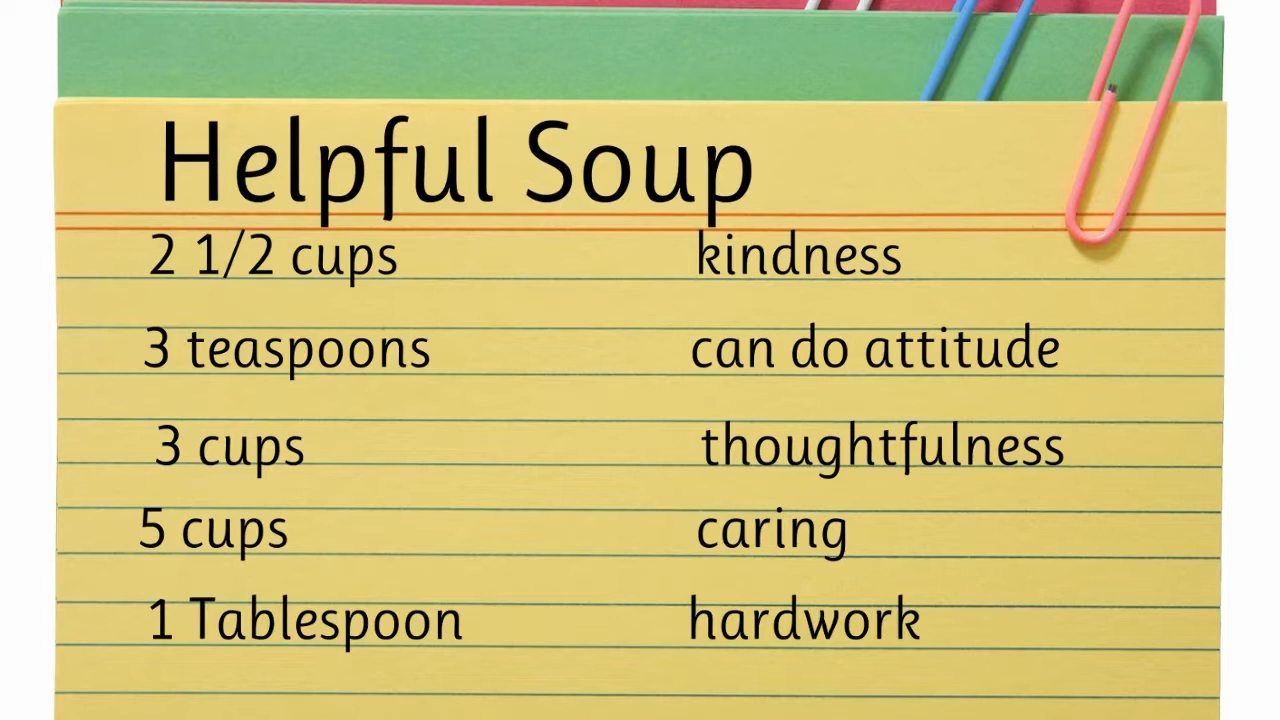 Helpful Soup
2 1/2 cups kindness
3 teaspoons can do attitude
3 cups thoughtfulness
5 cups caring
1 Tablespoon hardwork